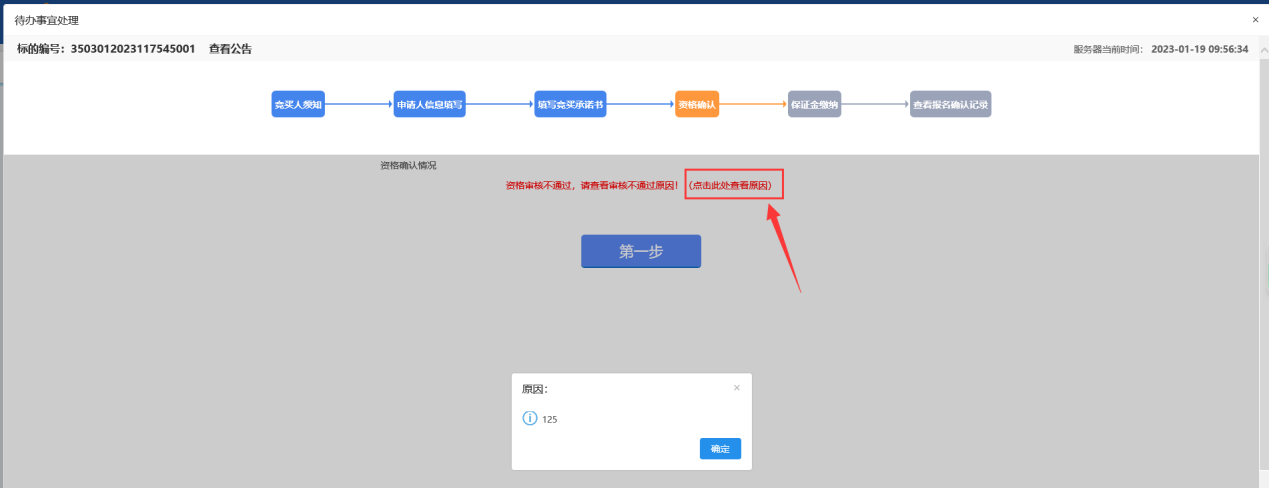 待办事宜处理
×
标的编号：3503012023117545001 查看公告
服务器当前时间： 2023-01-19 09:56:34
竞买人须知 申请人信息填写 填写竞买承诺书 资格确认 保证金缴纳 查看报名确认记录
资格确认情况
资格审核不通过，请查看审核不通过原因！ (点击此处查看原因)
第一步
原因：
×
125
确定